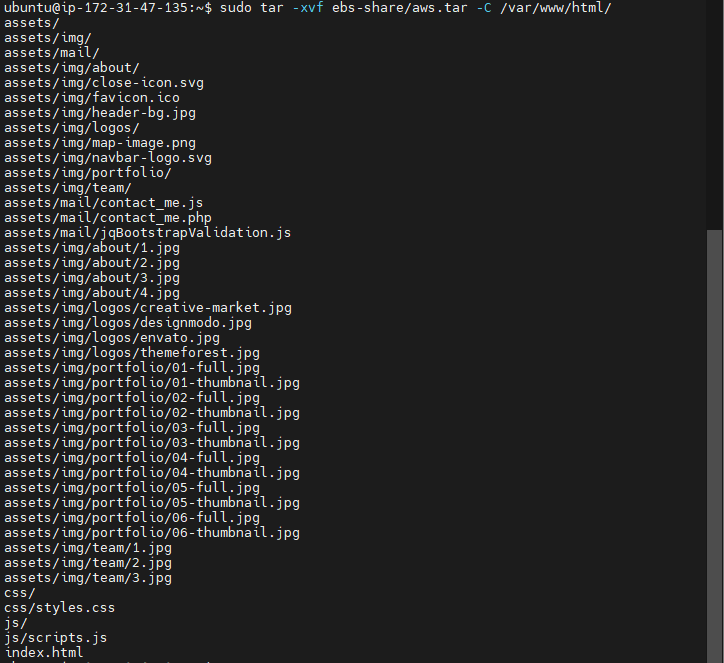 ubuntu@ip-172-31-47-135:~$ sudo tar -xvf ebs-share/aws.tar -C /var/www/html/
assets/
assets/img/
assets/mail/
assets/img/about/
assets/img/close-icon.svg
assets/img/favicon.ico
assets/img/header-bg.jpg
assets/img/logos/
assets/img/map-image.png
assets/img/navbar-logo.svg
assets/img/portfolio/
assets/img/team/
assets/mail/contact_me.js
assets/mail/contact_me.php
assets/mail/jqBootstrapValidation.js
assets/img/about/1.jpg
assets/img/about/2.jpg
assets/img/about/3.jpg
assets/img/about/4.jpg
assets/img/logos/creative-market.jpg
assets/img/logos/designmodo.jpg
assets/img/logos/envato.jpg
assets/img/logos/themeforest.jpg
assets/img/portfolio/01-full.jpg
assets/img/portfolio/01-thumbnail.jpg
assets/img/portfolio/02-full.jpg
assets/img/portfolio/02-thumbnail.jpg
assets/img/portfolio/03-full.jpg
assets/img/portfolio/03-thumbnail.jpg
assets/img/portfolio/04-full.jpg
assets/img/portfolio/04-thumbnail.jpg
assets/img/portfolio/05-full.jpg
assets/img/portfolio/05-thumbnail.jpg
assets/img/portfolio/06-full.jpg
assets/img/portfolio/06-thumbnail.jpg
assets/img/team/1.jpg
assets/img/team/2.jpg
assets/img/team/3.jpg
css/
css/styles.css
js/
js/scripts.js
index.html